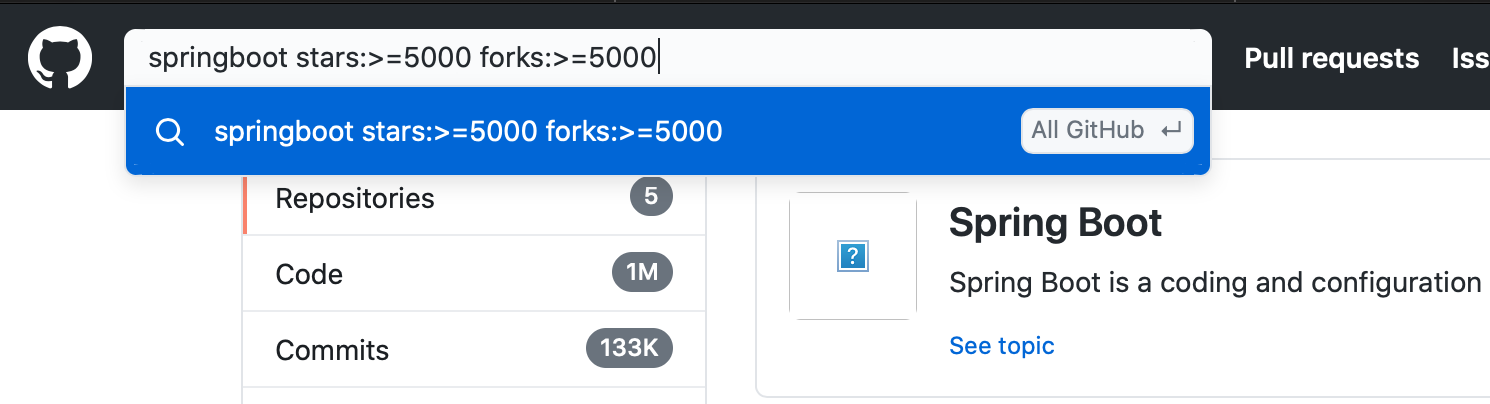 springboot stars:>=5000 forks:>=5000
Pull requests
Iss
springboot stars:>=5000 forks:>=5000
All GitHub ↵
Repositories 5
Code 1M
Commits 133K
?
Spring Boot
Spring Boot is a coding and configuration
See topic